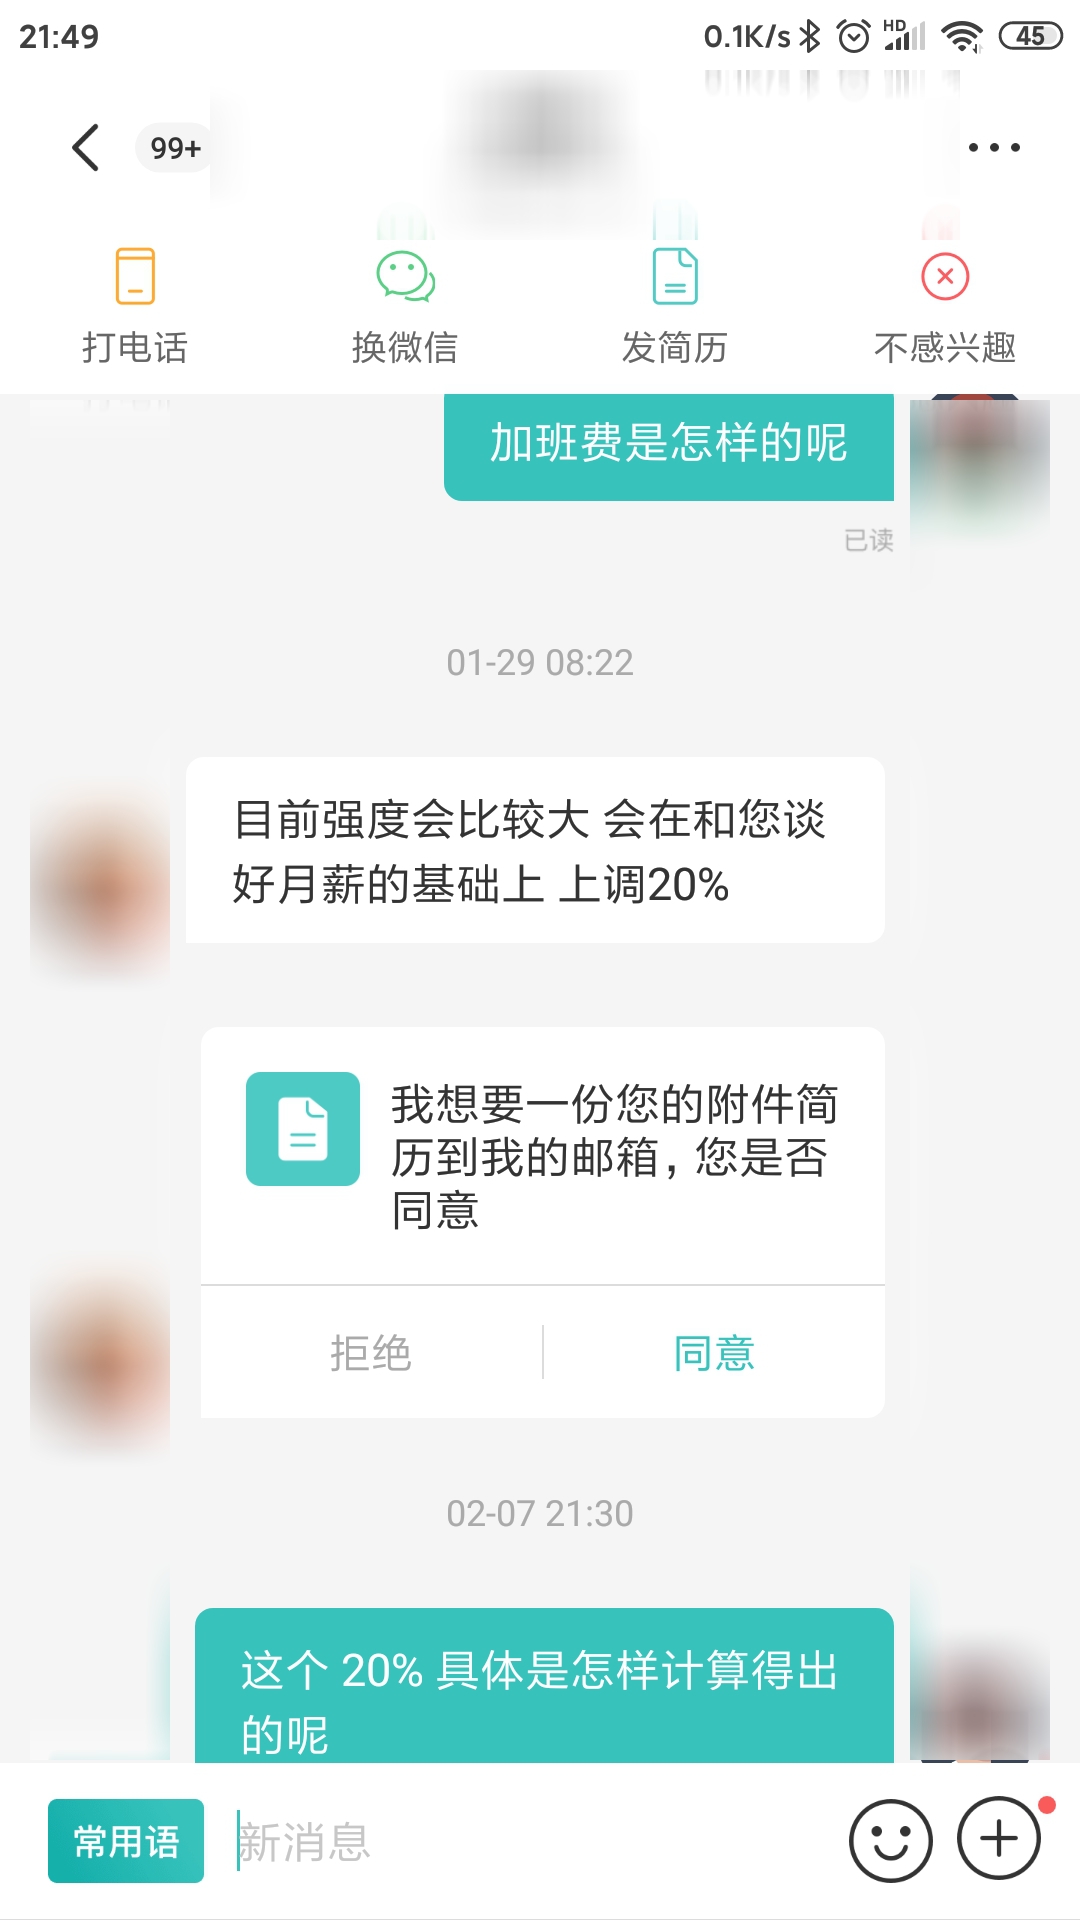 21:49
0.1K/s HD 45
99+
打电话 换微信 发简历 不感兴趣
加班费是怎样的呢
已读
01-29 08:22
目前强度会比较大 会在和您谈
好月薪的基础上 上调20%
我想要一份您的附件简
历到我的邮箱，您是否
同意
拒绝 同意
02-07 21:30
这个 20% 具体是怎样计算得出
的呢
常用语 新消息